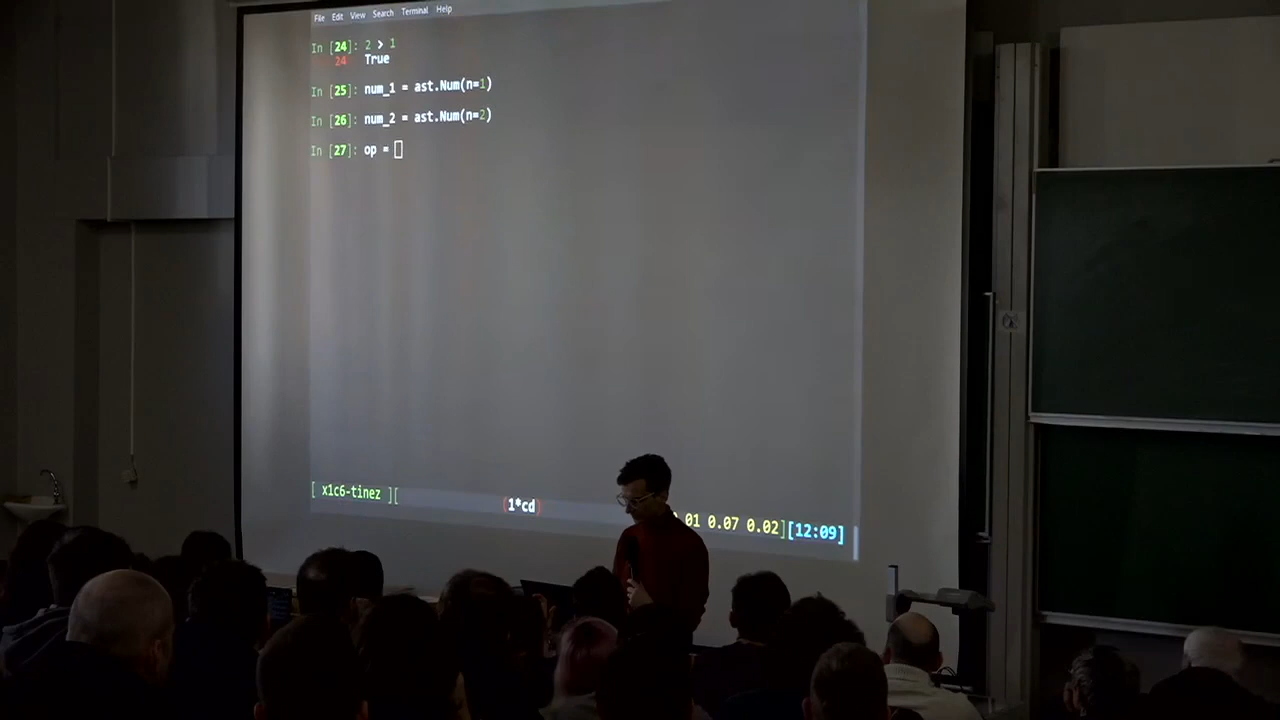 File Edit View Search Terminal Help
In [24]: 2 > 1
24 True
In [25]: num_1 = ast.Num(n=1)
In [26]: num_2 = ast.Num(n=2)
In [27]: op =
[ x1c6-tinez ][ (1*cd) 01 0.07 0.02][12:09]